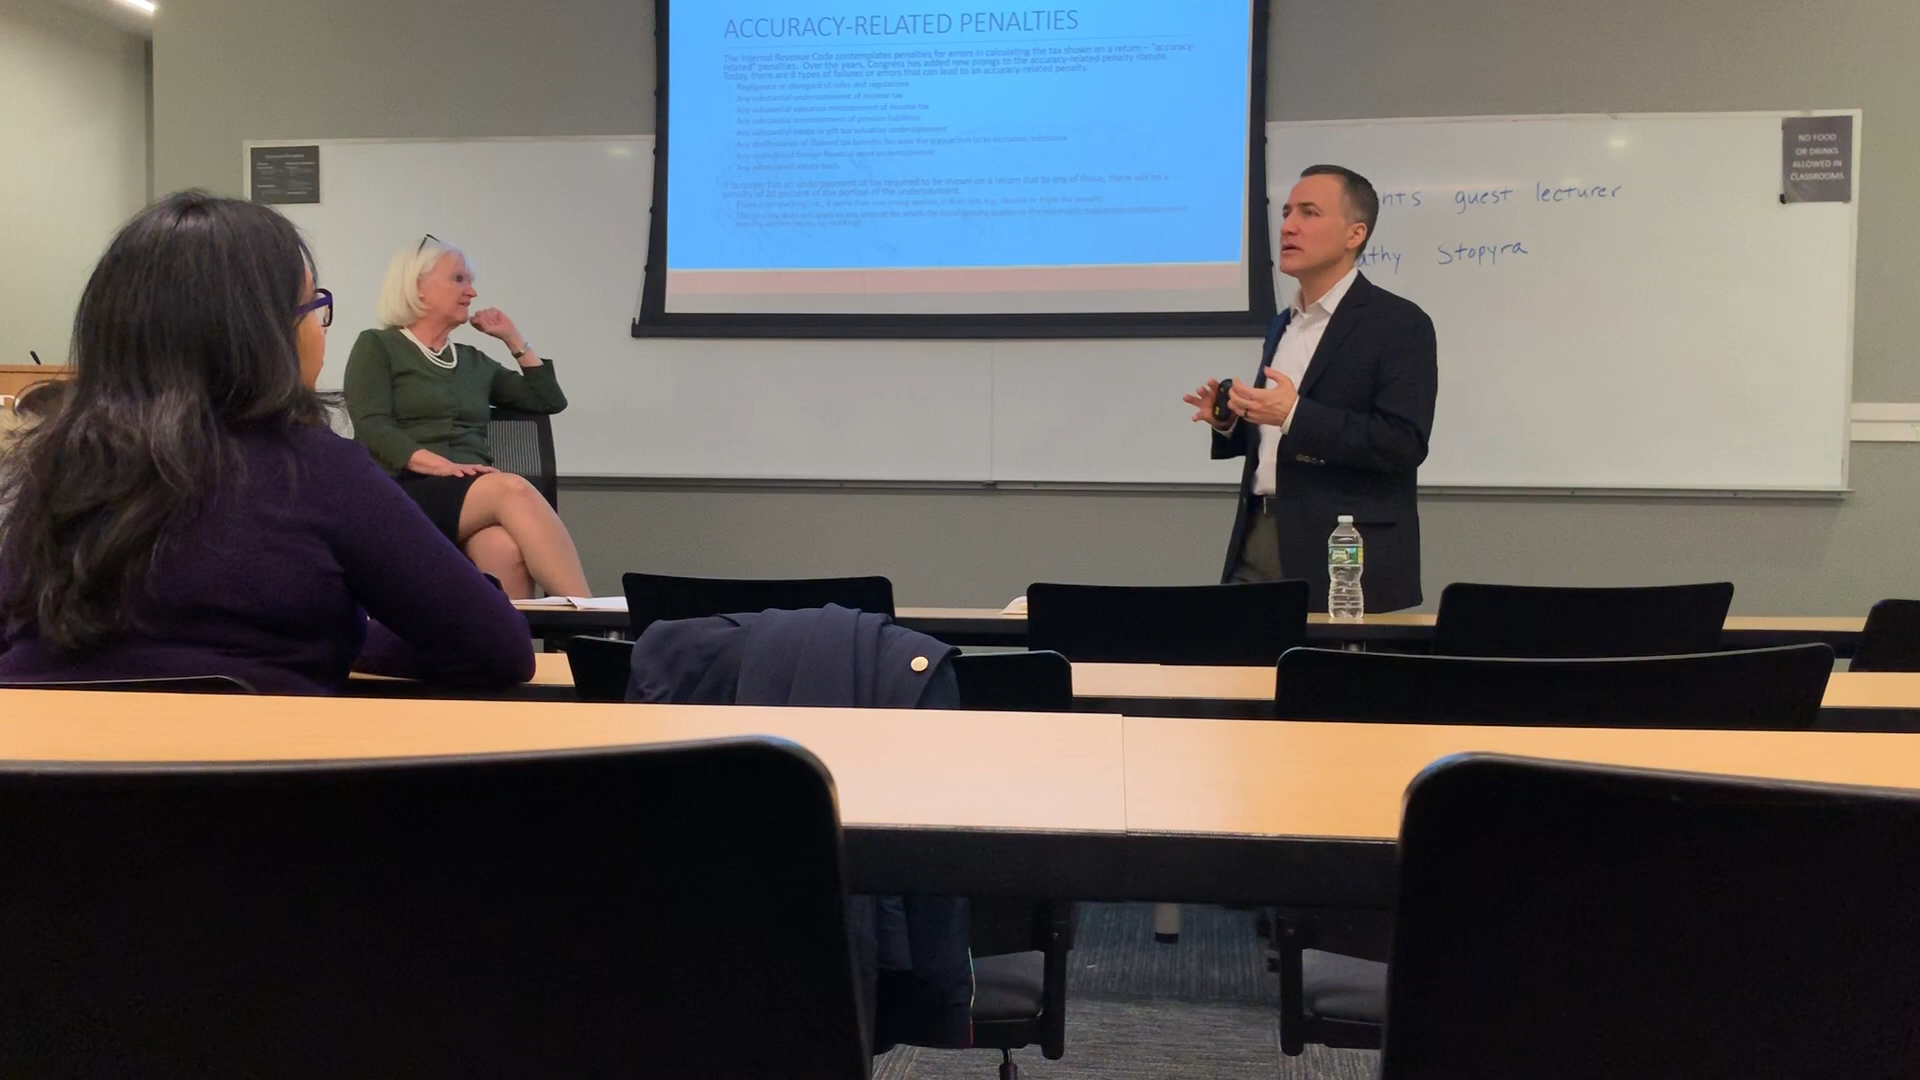 ACCURACY-RELATED PENALTIES
The Internal Revenue Code contemplates penalties for errors in calculating the tax shown on a return – "accuracy-
related" penalties. Over the years, Congress has added new prongs to the accuracy-related penalty statute.
Today, there are 8 types of failures or errors that can lead to an accuracy-related penalty.
Negligence or disregard of rules and regulations
Any substantial understatement of income tax
Any substantial valuation misstatement of income tax
Any substantial overstatement of pension liabilities
Any substantial estate or gift tax valuation understatement
Any disallowance of claimed tax benefits because the transaction lacks economic substance
Any undisclosed foreign financial asset understatement
Any inconsistent estate basis
If taxpayer has an underpayment of tax required to be shown on a return due to any of those, there will be a
penalty of 20 percent of the portion of the underpayment.
nts guest lecturer
athy Stopyra
NO FOOD
OR DRINKS
ALLOWED IN
CLASSROOMS